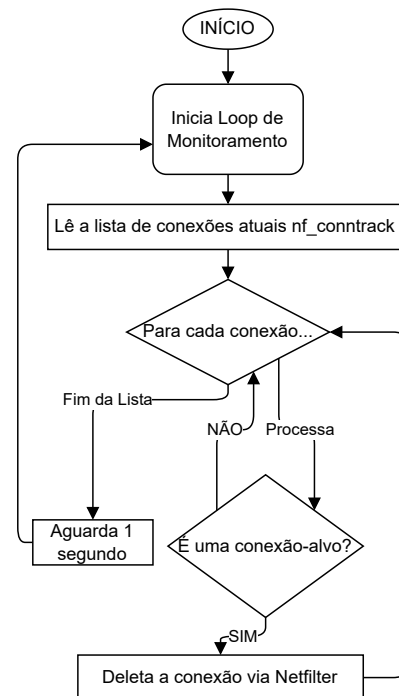 INÍCIO
Inicia Loop de
Monitoramento
Lê a lista de conexões atuais nf_conntrack
Para cada conexão...
Fim da Lista
NÃO
Processa
Aguarda 1
segundo
É uma conexão-alvo?
SIM
Deleta a conexão via Netfilter